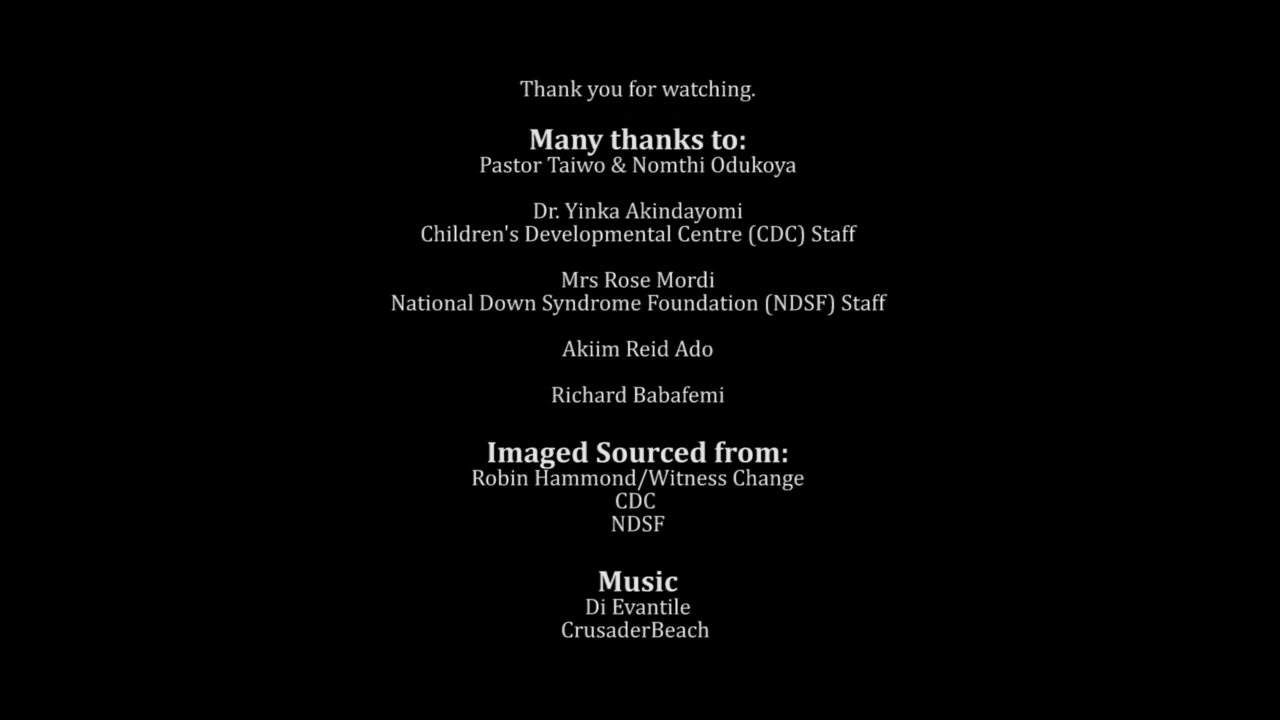 Thank you for watching.
Many thanks to:
Pastor Taiwo & Nomthi Odukoya
Dr. Yinka Akindayomi
Children's Developmental Centre (CDC) Staff
Mrs Rose Mordi
National Down Syndrome Foundation (NDSF) Staff
Akiim Reid Ado
Richard Babafemi
Imaged Sourced from:
Robin Hammond/Witness Change
CDC
NDSF
Music
Di Evantile
CrusaderBeach